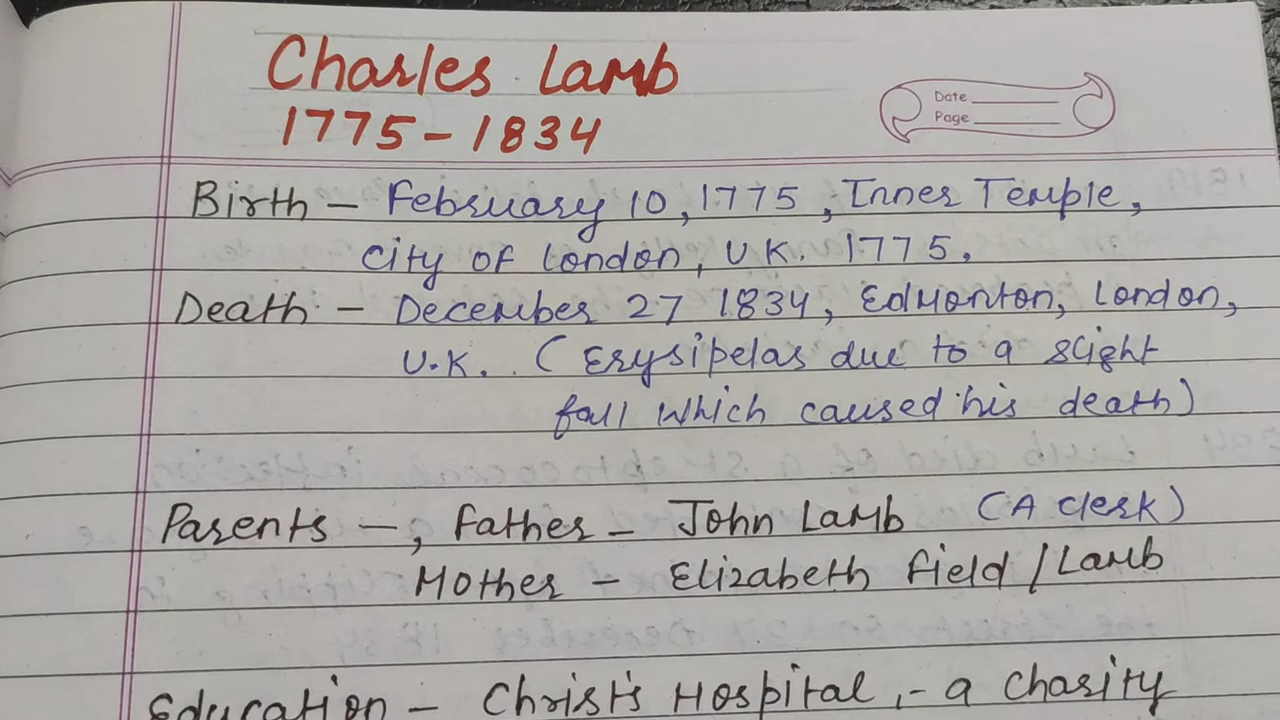 Charles Lamb
1775-1834
Date
Page
Birth – February 10, 1775, Inner Temple,
City of London, U.K. 1775.
Death – December 27 1834, Edmonton, London,
U.K. (Erysipelas due to a slight
fall which caused his death)
Parents –, Father – John Lamb (A clerk)
Mother – Elizabeth Field/Lamb
Education – Christ's Hospital, - a charity